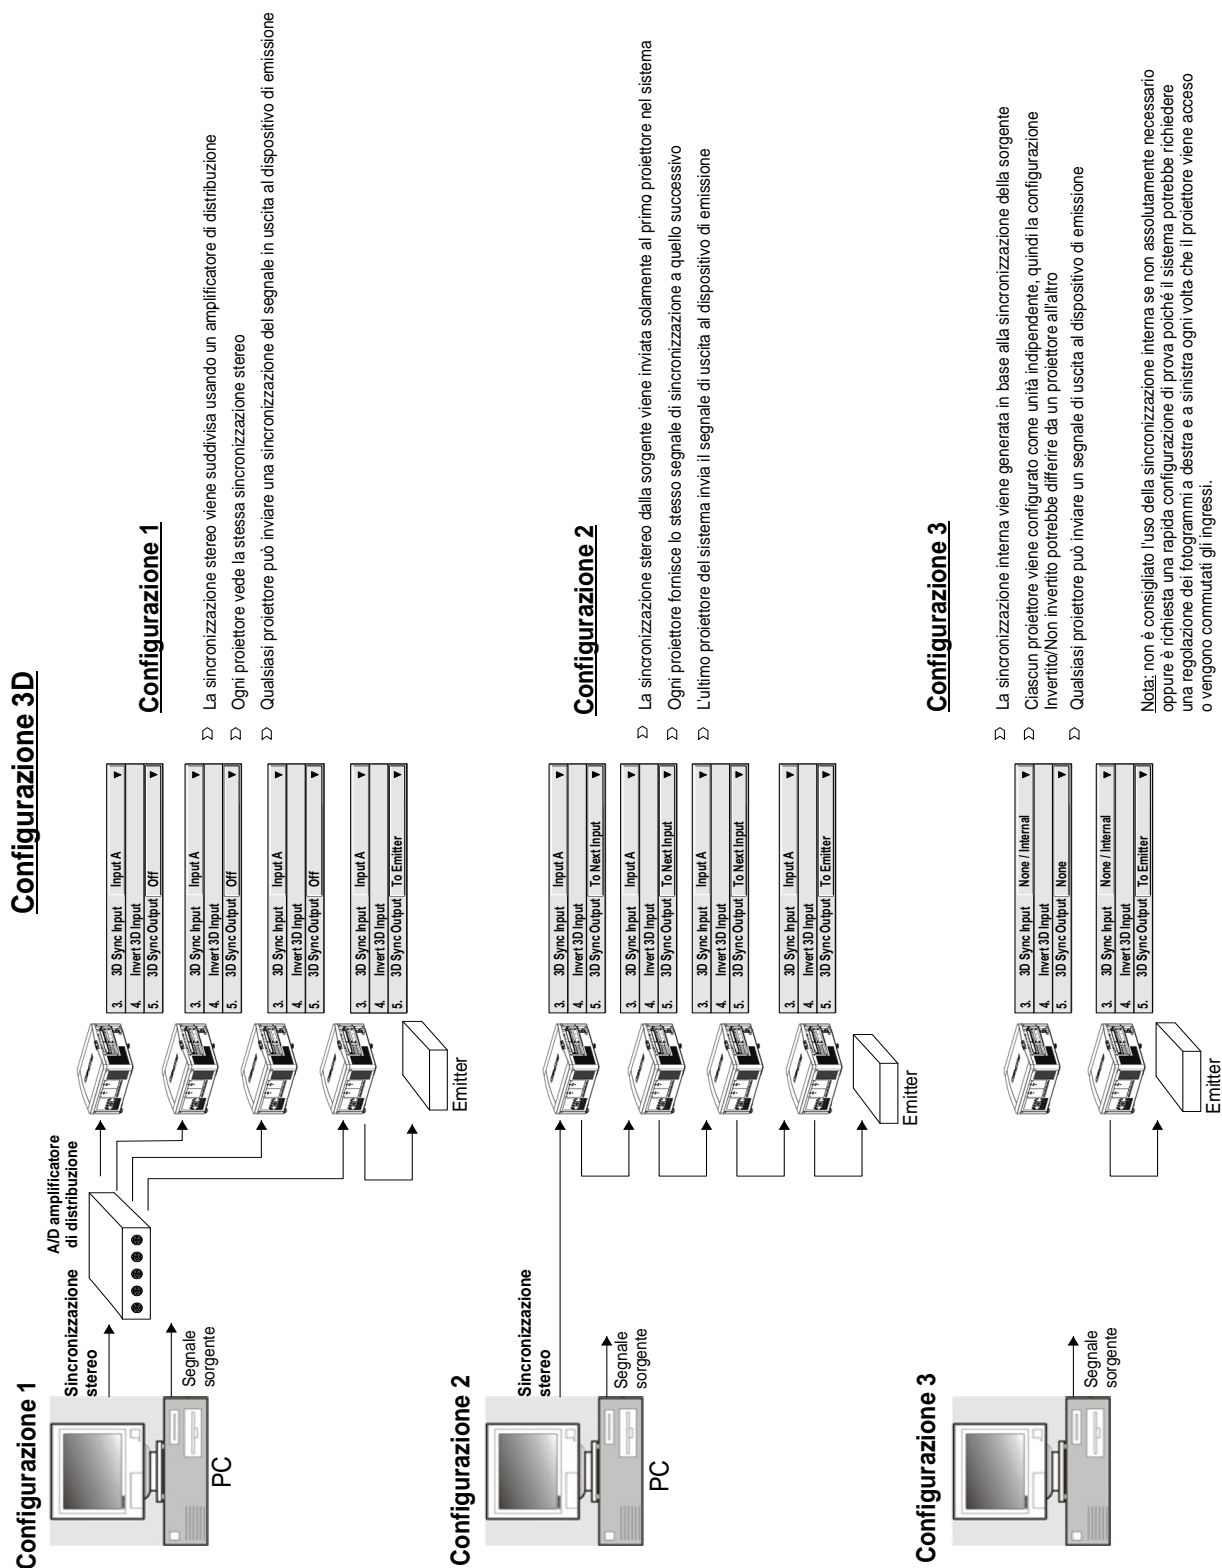 Configurazione 3D
Configurazione 1
Sincronizzazione
stereo
A/D amplificatore
di distribuzione
Segnale
sorgente
PC
Emitter
3. 3D Sync Input Input A
4. Invert 3D Input
5. 3D Sync Output Off
3. 3D Sync Input Input A
4. Invert 3D Input
5. 3D Sync Output Off
3. 3D Sync Input Input A
4. Invert 3D Input
5. 3D Sync Output Off
3. 3D Sync Input Input A
4. Invert 3D Input
5. 3D Sync Output To Emitter
Configurazione 1
La sincronizzazione stereo viene suddivisa usando un amplificatore di distribuzione
Ogni proiettore vede la stessa sincronizzazione stereo
Qualsiasi proiettore può inviare una sincronizzazione del segnale in uscita al dispositivo di emissione
Configurazione 2
Sincronizzazione
stereo
Segnale
sorgente
PC
Emitter
3. 3D Sync Input Input A
4. Invert 3D Input
5. 3D Sync Output To Next Input
3. 3D Sync Input Input A
4. Invert 3D Input
5. 3D Sync Output To Next Input
3. 3D Sync Input Input A
4. Invert 3D Input
5. 3D Sync Output To Next Input
3. 3D Sync Input Input A
4. Invert 3D Input
5. 3D Sync Output To Emitter
Configurazione 2
La sincronizzazione stereo dalla sorgente viene inviata solamente al primo proiettore nel sistema
Ogni proiettore fornisce lo stesso segnale di sincronizzazione a quello successivo
L'ultimo proiettore del sistema invia il segnale di uscita al dispositivo di emissione
Configurazione 3
Segnale
sorgente
Emitter
3. 3D Sync Input None / Internal
4. Invert 3D Input
5. 3D Sync Output None
3. 3D Sync Input None / Internal
4. Invert 3D Input
5. 3D Sync Output To Emitter
Configurazione 3
La sincronizzazione interna viene generata in base alla sincronizzazione della sorgente
Ciascun proiettore viene configurato come unità indipendente, quindi la configurazione
Invertito/Non invertito potrebbe differire da un proiettore all'altro
Qualsiasi proiettore può inviare un segnale di uscita al dispositivo di emissione
Nota: non è consigliato l'uso della sincronizzazione interna se non assolutamente necessario
oppure è richiesta una rapida configurazione di prova poiché il sistema potrebbe richiedere
una regolazione dei fotogrammi a destra e a sinistra ogni volta che il proiettore viene acceso
o vengono commutati gli ingressi.